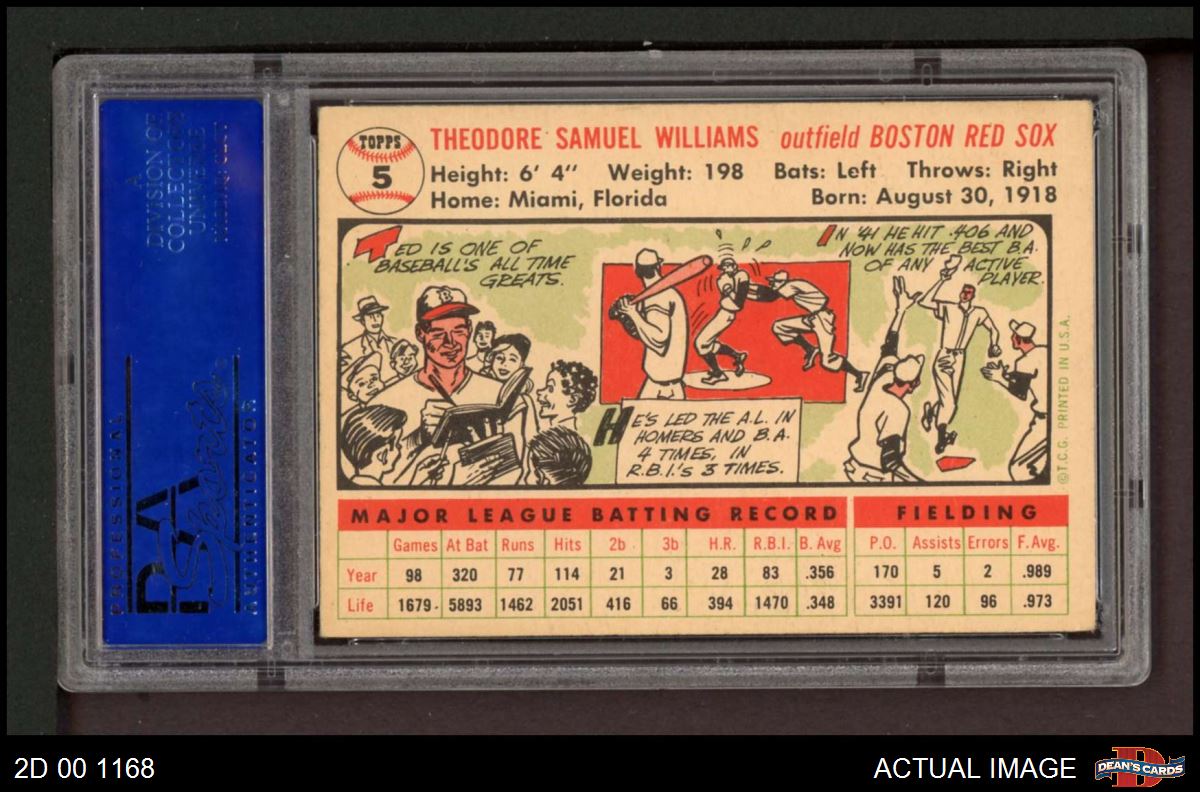 A
DIVISION OF
COLLECTORS
UNIVERSE
PROFESSIONAL
PSA
AUTHENTICATOR
TOPPS
5
THEODORE SAMUEL WILLIAMS outfield BOSTON RED SOX
Height: 6' 4" Weight: 198 Bats: Left Throws: Right
Home: Miami, Florida Born: August 30, 1918
TED IS ONE OF
BASEBALL'S ALL TIME
GREATS.
B
HE'S LED THE A.L. IN
HOMERS AND B.A.
4 TIMES, IN
R.B.I.'S 3 TIMES.
IN '41 HE HIT .406 AND
NOW HAS THE BEST B.A.
OF ANY ACTIVE
PLAYER.
©T.C.G. PRINTED IN U.S.A.
MAJOR LEAGUE BATTING RECORD FIELDING
Games At Bat Runs Hits 2b 3b H.R. R.B.I. B. Avg P.O. Assists Errors F. Avg.
Year 98 320 77 114 21 3 28 83 .356 170 5 2 .989
Life 1679 5893 1462 2051 416 66 394 1470 .348 3391 120 96 .973
2D 00 1168 ACTUAL IMAGE DEAN'S CARDS